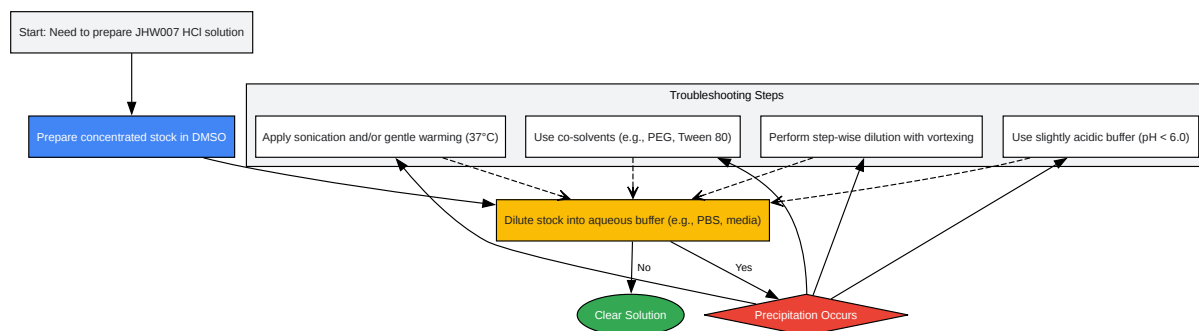 Start: Need to prepare JHW007 HCl solution
Troubleshooting Steps
Prepare concentrated stock in DMSO
Apply sonication and/or gentle warming (37°C)
Use co-solvents (e.g., PEG, Tween 80)
Perform step-wise dilution with vortexing
Use slightly acidic buffer (pH < 6.0)
Dilute stock into aqueous buffer (e.g., PBS, media)
No
Yes
Clear Solution
Precipitation Occurs